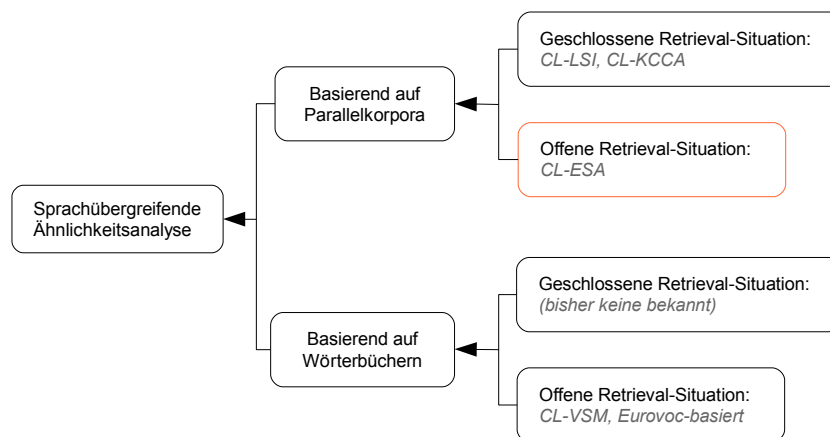 Sprachübergreifende
Ähnlichkeitsanalyse
Basierend auf
Parallelkorpora
Geschlossene Retrieval-Situation:
CL-LSI, CL-KCCA
Offene Retrieval-Situation:
CL-ESA
Basierend auf
Wörterbüchern
Geschlossene Retrieval-Situation:
(bisher keine bekannt)
Offene Retrieval-Situation:
CL-VSM, Eurovoc-basiert